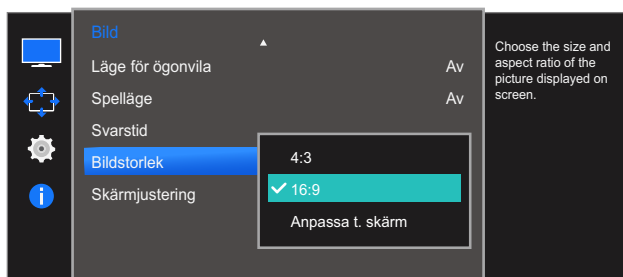 Bild
Läge för ögonvila Av
Spelläge Av
Svarstid
Bildstorlek
Skärmjustering
4:3
16:9
Anpassa t. skärm
Choose the size and
aspect ratio of the
picture displayed on
screen.